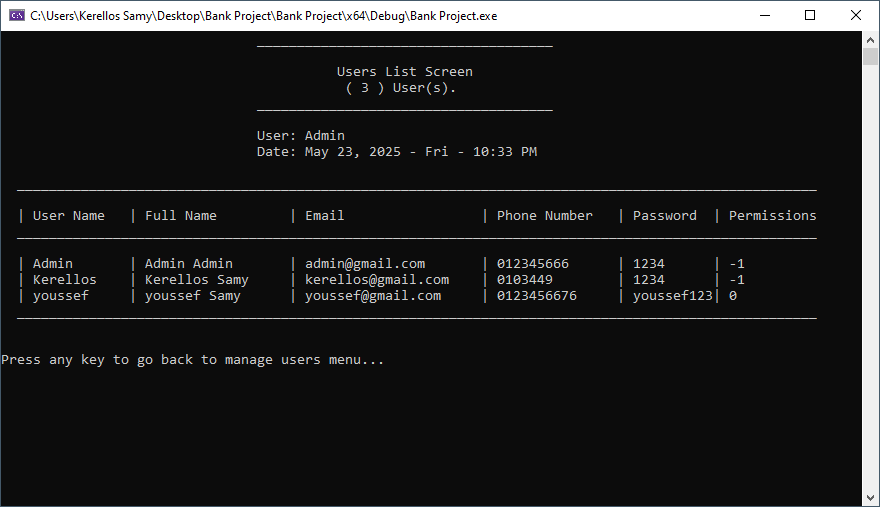 C:\Users\Kerellos Samy\Desktop\Bank Project\Bank Project\x64\Debug\Bank Project.exe
Users List Screen
( 3 ) User(s).
User: Admin
Date: May 23, 2025 - Fri - 10:33 PM
| User Name | Full Name | Email | Phone Number | Password | Permissions
| Admin | Admin Admin | admin@gmail.com | 012345666 | 1234 | -1
| Kerellos | Kerellos Samy | kerellos@gmail.com | 0103449 | 1234 | -1
| youssef | youssef Samy | youssef@gmail.com | 0123456676 | youssef123| 0
Press any key to go back to manage users menu...